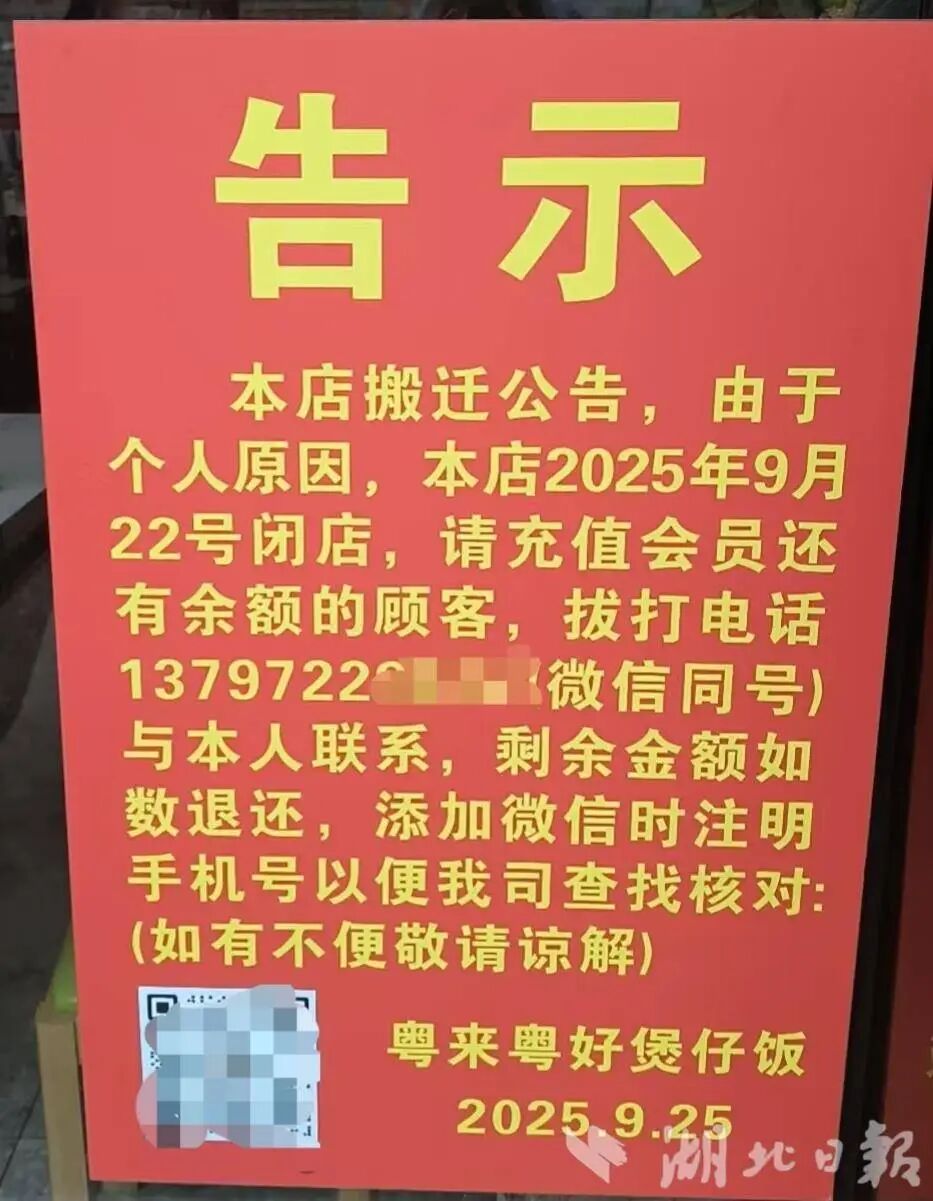 告示
本店搬迁公告，由于
个人原因，本店2025年9月
22号闭店，请充值会员还
有余额的顾客，拔打电话
13797222(微信同号)
与本人联系，剩余金额如
数退还，添加微信时注明
手机号以便我司查找核对:
(如有不便敬请谅解)
粤来粤好煲仔饭
2025.9.25
湖北日報